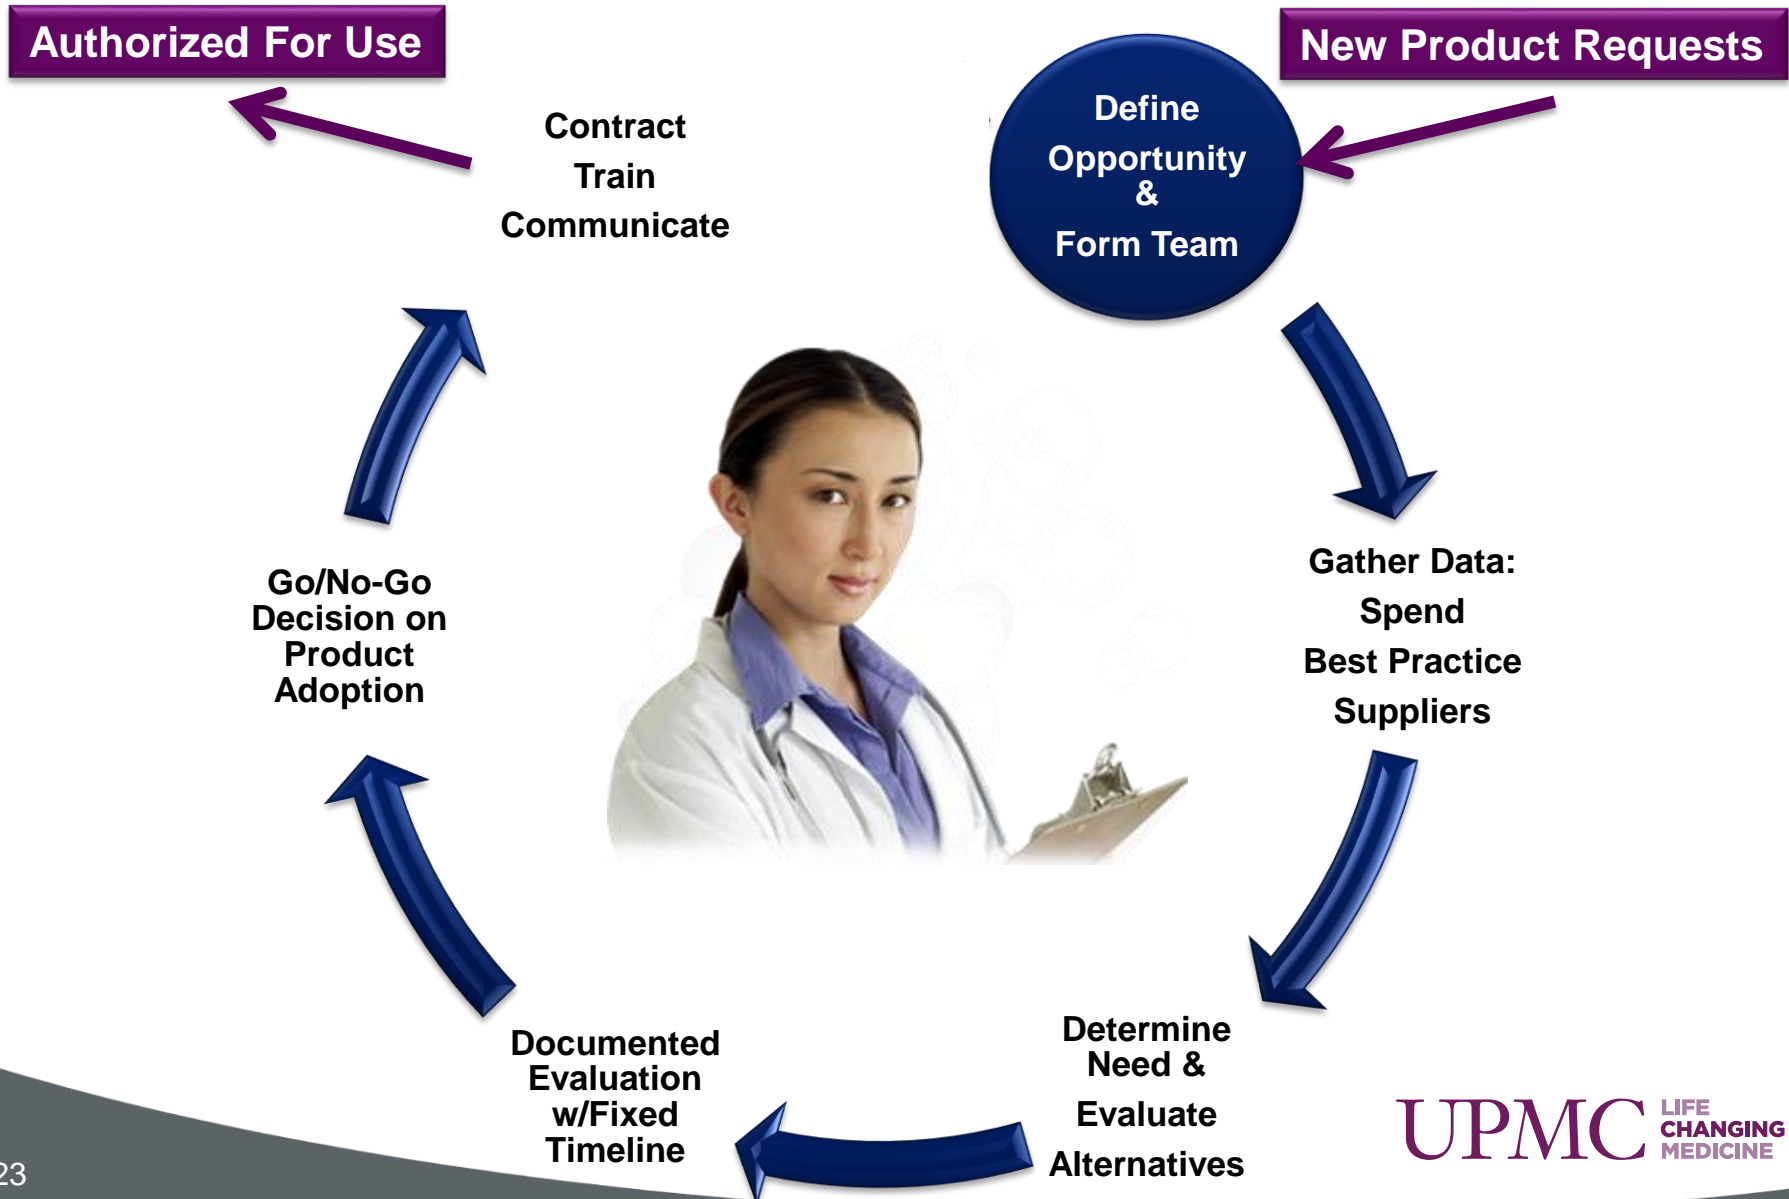 Authorized For Use
New Product Requests
Define
Opportunity
&
Form Team
Contract
Train
Communicate
Gather Data:
Spend
Best Practice
Suppliers
Go/No-Go
Decision on
Product
Adoption
Determine
Need &
Evaluate
Alternatives
Documented
Evaluation
w/Fixed
Timeline
UPMC
LIFE
CHANGING
MEDICINE
23